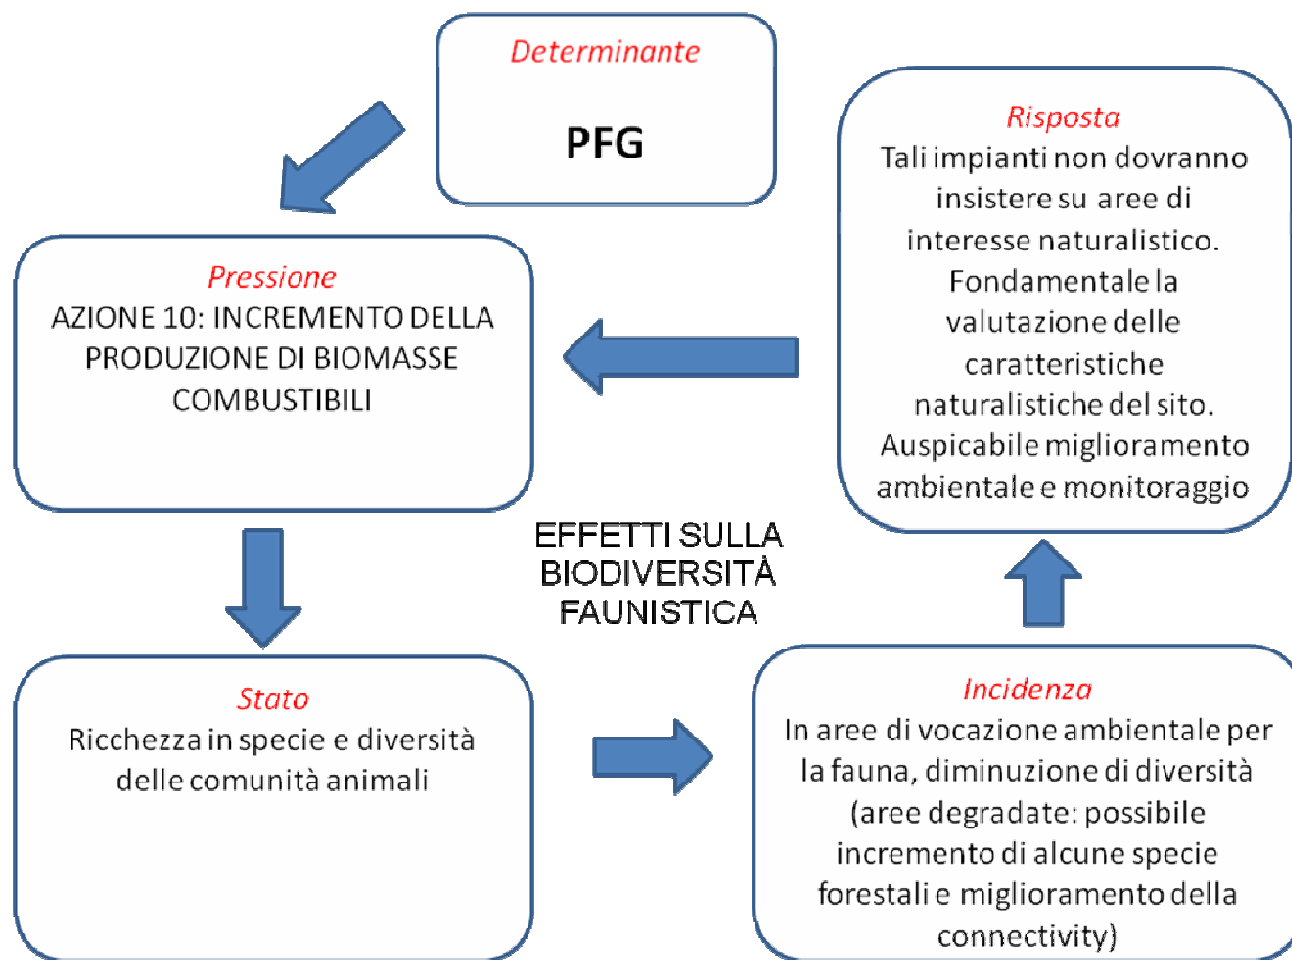 Determinante
PFG
Pressione
AZIONE 10: INCREMENTO DELLA
PRODUZIONE DI BIOMASSE
COMBUSTIBILI
Risposta
Tali impianti non dovranno
insistere su aree di
interesse naturalistico.
Fondamentale la
valutazione delle
caratteristiche
naturalistiche del sito.
Auspicabile miglioramento
ambientale e monitoraggio
EFFETTI SULLA
BIODIVERSITÀ
FAUNISTICA
Stato
Ricchezza in specie e diversità
delle comunità animali
Incidenza
In aree di vocazione ambientale per
la fauna, diminuzione di diversità
(aree degradate: possibile
incremento di alcune specie
forestali e miglioramento della
connectivity)